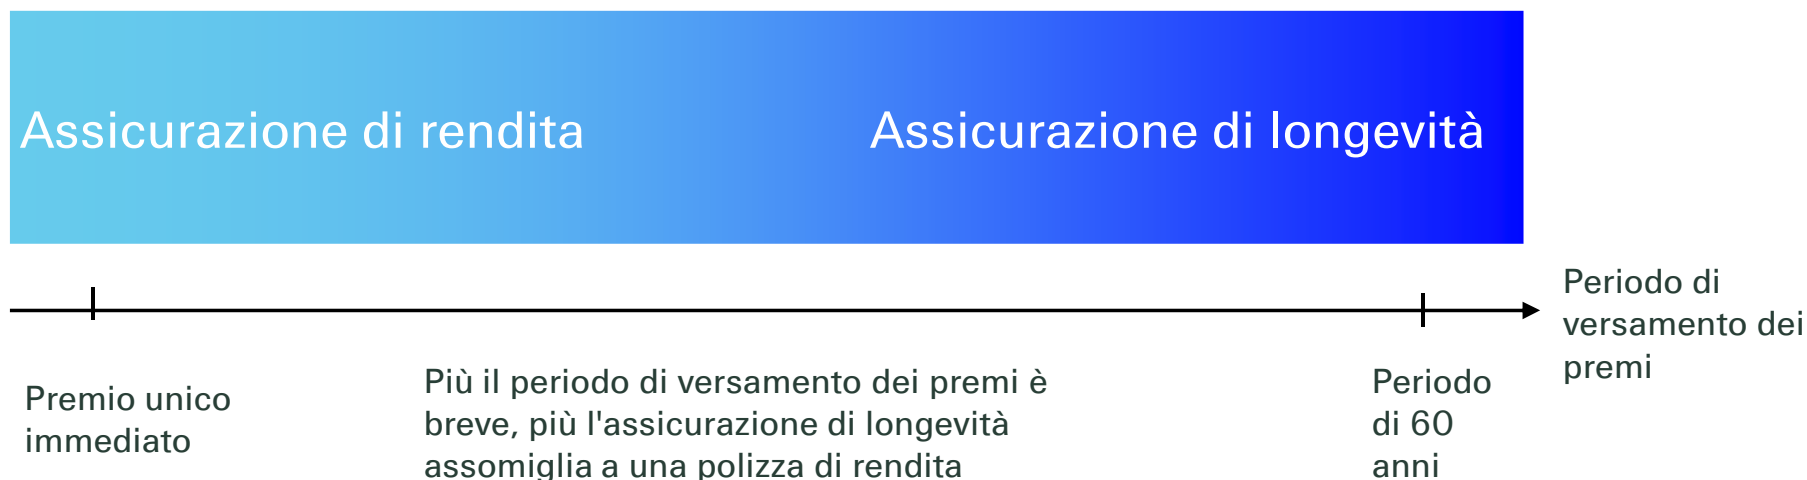 Assicurazione di rendita
Assicurazione di longevità
Periodo di
versamento dei
premi
Premio unico
immediato
Più il periodo di versamento dei premi è
breve, più l'assicurazione di longevità
assomiglia a una polizza di rendita
Periodo
di 60
anni